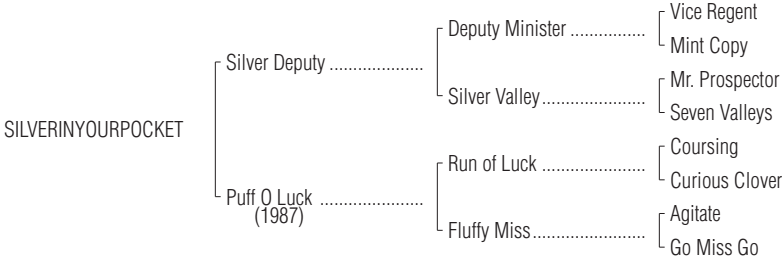 Vice Regent
Deputy Minister ......................
Mint Copy
Silver Deputy ....................
Mr. Prospector
Silver Valley......................
Seven Valleys
SILVERINYOURPOCKET
Coursing
Run of Luck ......................
Curious Clover
Puff O Luck ......................
(1987)
Agitate
Fluffy Miss........................
Go Miss Go